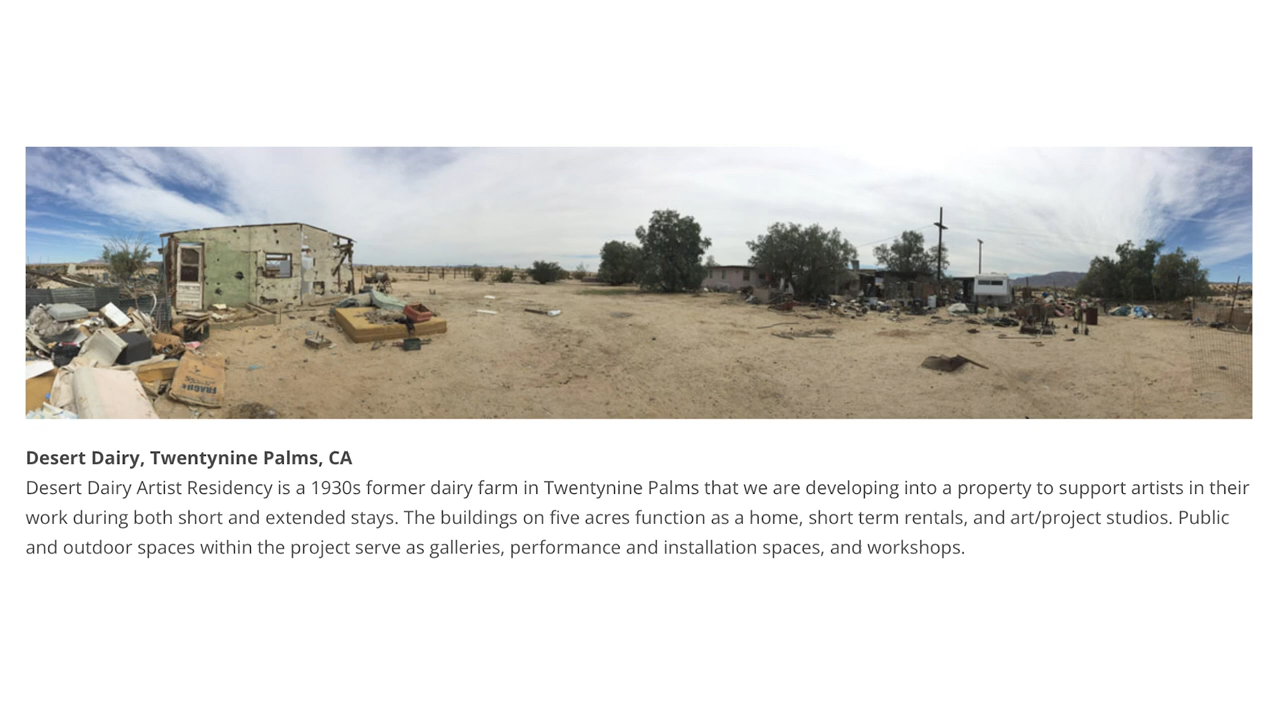 FRAGILE
Desert Dairy, Twentynine Palms, CA
Desert Dairy Artist Residency is a 1930s former dairy farm in Twentynine Palms that we are developing into a property to support artists in their
work during both short and extended stays. The buildings on five acres function as a home, short term rentals, and art/project studios. Public
and outdoor spaces within the project serve as galleries, performance and installation spaces, and workshops.